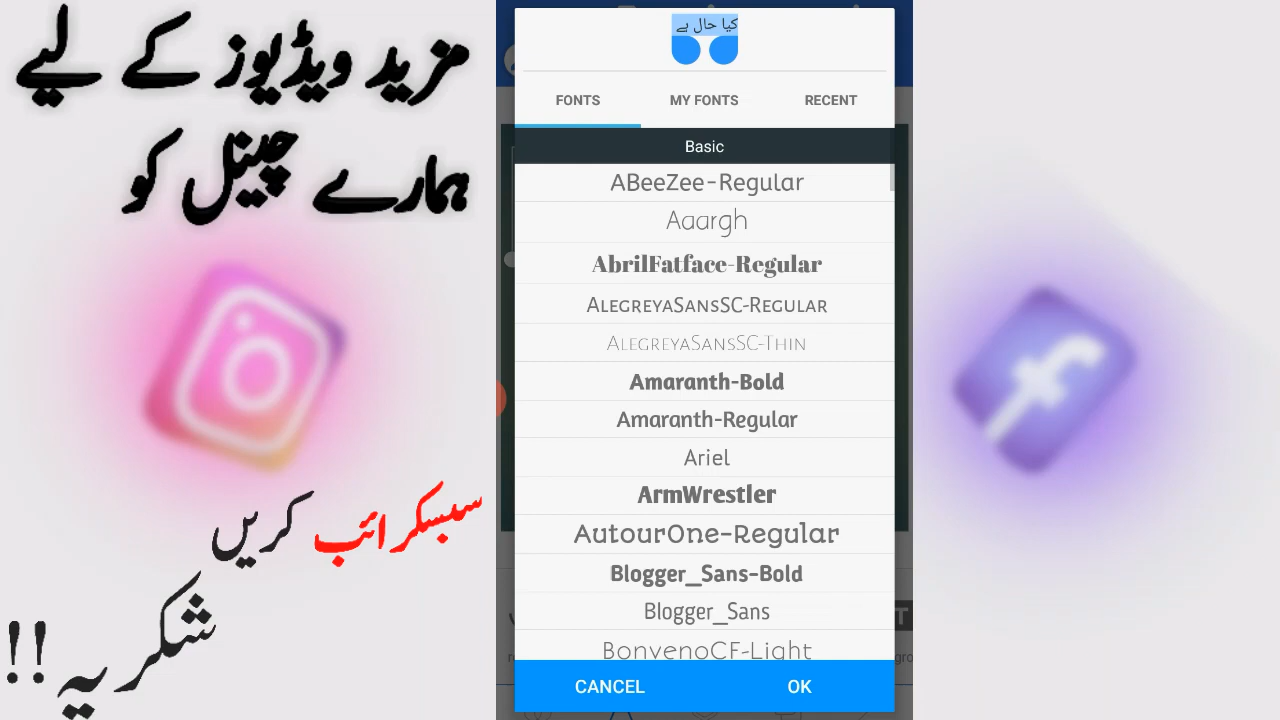 مزید ویڈیوز کے لیے
ہمارے چینل کو
سبسکرائب کریں
شکریہ !!
کیا حال ہے
FONTS
MY FONTS
RECENT
Basic
ABeeZee-Regular
Aaargh
AbrilFatface-Regular
AlegreyaSansSC-Regular
AlegreyaSansSC-Thin
Amaranth-Bold
Amaranth-Regular
Ariel
ArmWrestler
AutourOne-Regular
Blogger_Sans-Bold
Blogger_Sans
BonvenoCF-Light
CANCEL
OK